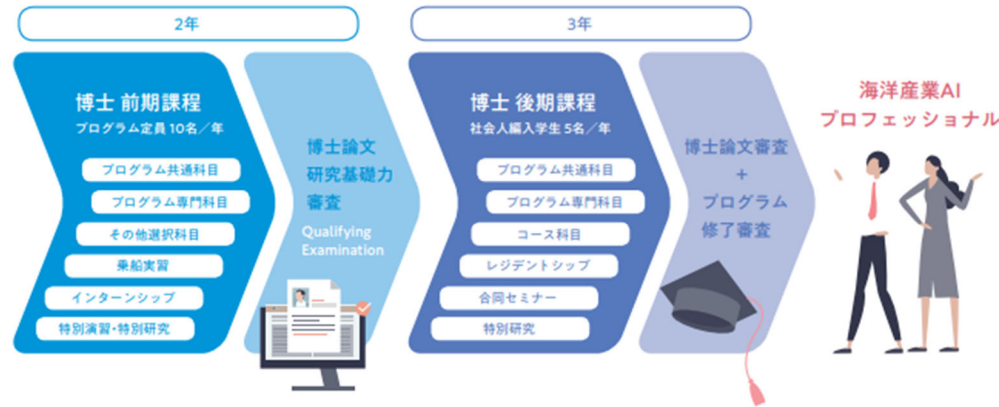 2年
博士 前期課程
プログラム定員 10名／年
プログラム共通科目
プログラム専門科目
その他選択科目
乗船実習
インターンシップ
特別演習・特別研究
博士論文
研究基礎力
審査
Qualifying
Examination
3年
博士 後期課程
社会人編入学生 5名／年
プログラム共通科目
プログラム専門科目
コース科目
レジデントシップ
合同セミナー
特別研究
博士論文審査
+
プログラム
修了審査
海洋産業AI
プロフェッショナル